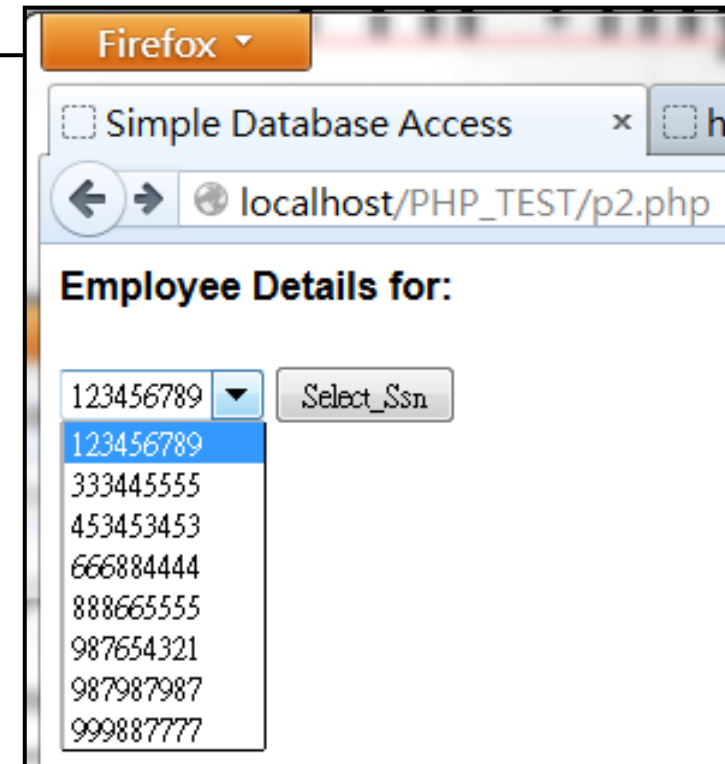 Firefox
Simple Database Access × h
localhost/PHP_TEST/p2.php
Employee Details for:
123456789 Select_Ssn
123456789
333445555
453453453
666884444
888665555
987654321
987987987
999887777